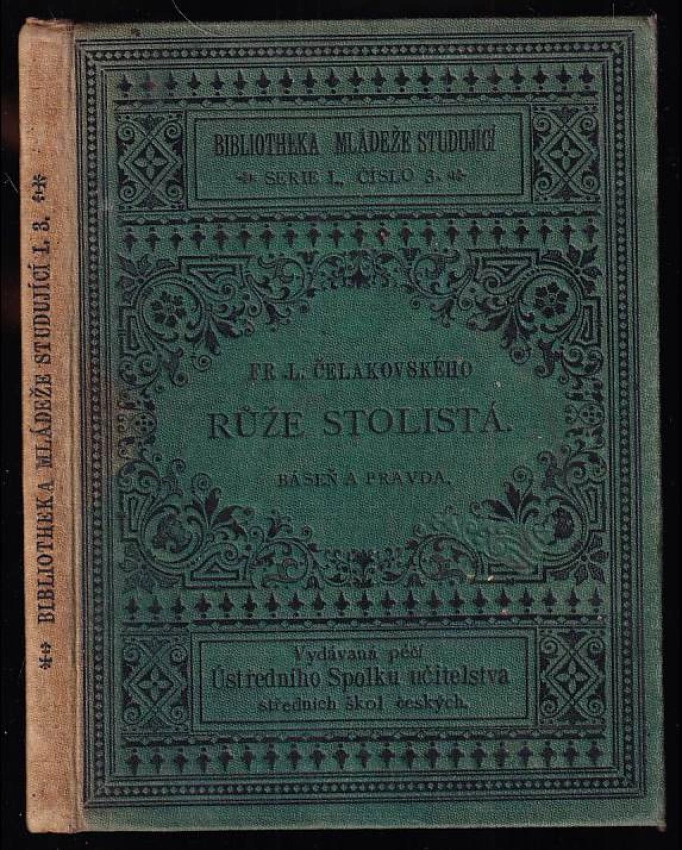 BIBLIOTHEKA MLÁDEŽE STUDUJÍCÍ I. 3.
BIBLIOTHEKA MLÁDEŽE STUDUJÍCÍ
SERIE I., ČÍSLO 3.
FR. L. ČELAKOVSKÉHO
RŮŽE STOLISTÁ.
BÁSEŇ A PRAVDA.
Vydávaná péčí
Ústředního Spolku učitelstva
středních škol českých.